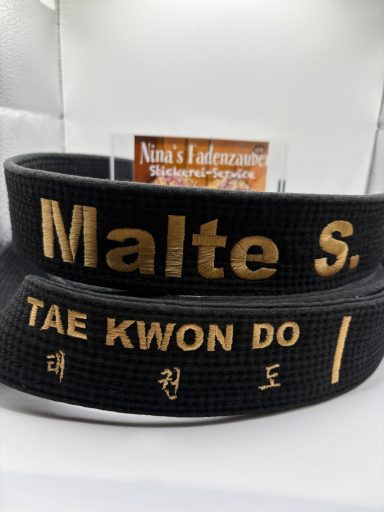 Nina's Fadenzauber
Stickerei-Service
Malte S.
TAE KWON DO
태 권 도